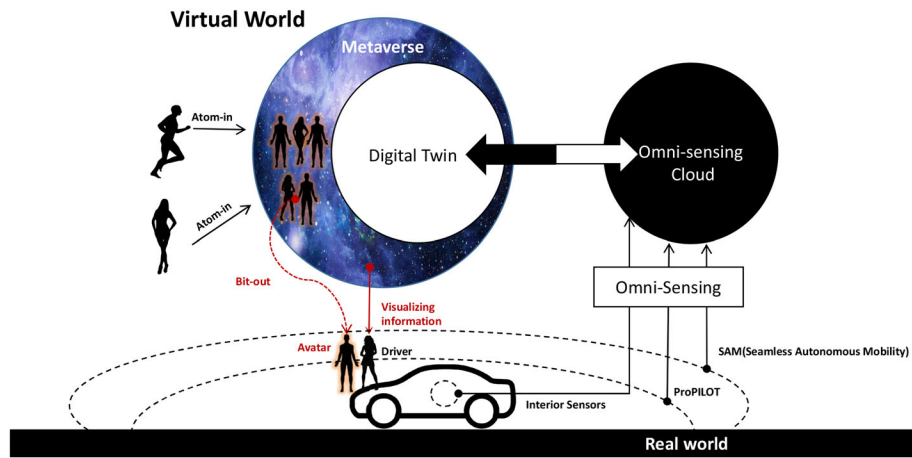 Virtual World
Metaverse
Atom-in
Digital Twin
Omni-sensing
Cloud
Atom-in
Bit-out
Omni-Sensing
Visualizing
information
Avatar
Driver
SAM(Seamless Autonomous Mobility)
ProPILOT
Interior Sensors
Real world